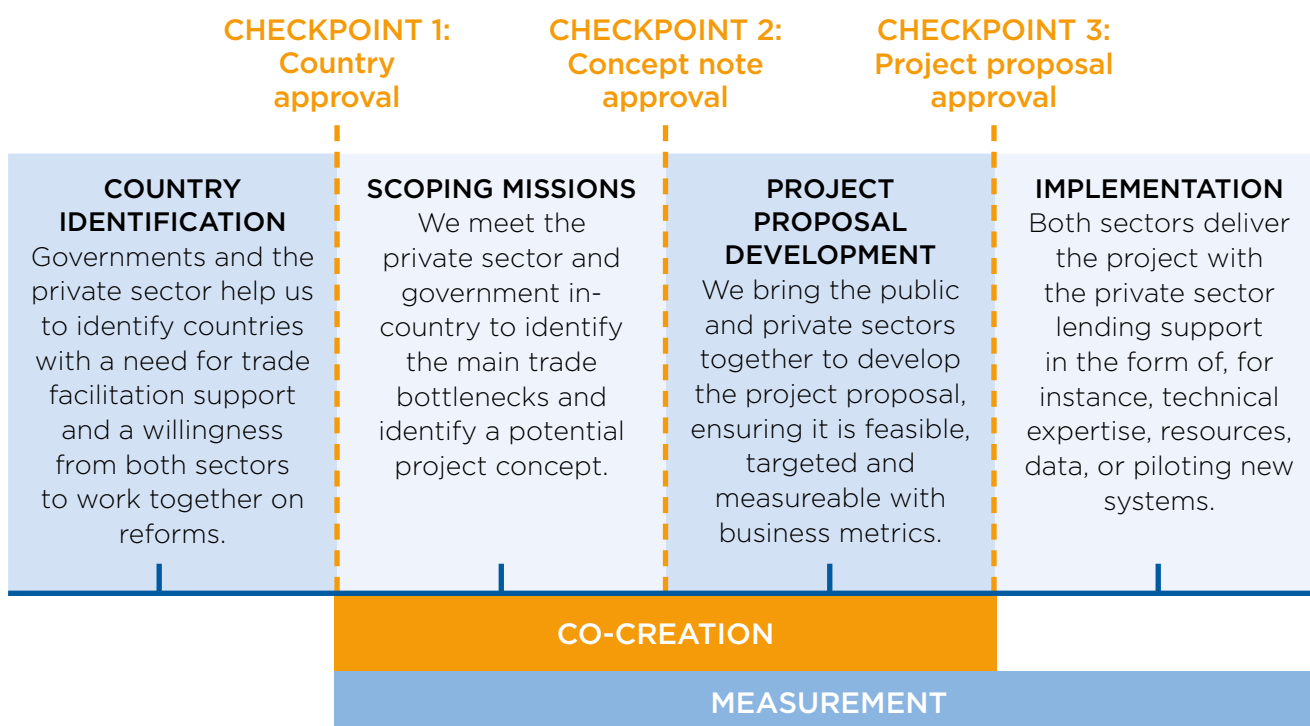 CHECKPOINT 1:
Country
approval
CHECKPOINT 2:
Concept note
approval
CHECKPOINT 3:
Project proposal
approval
COUNTRY
IDENTIFICATION
Governments and the
private sector help us
to identify countries
with a need for trade
facilitation support
and a willingness
from both sectors
to work together on
reforms.
SCOPING MISSIONS
We meet the
private sector and
government in-
country to identify
the main trade
bottlenecks and
identify a potential
project concept.
PROJECT
PROPOSAL
DEVELOPMENT
We bring the public
and private sectors
together to develop
the project proposal,
ensuring it is feasible,
targeted and
measureable with
business metrics.
IMPLEMENTATION
Both sectors deliver
the project with
the private sector
lending support
in the form of, for
instance, technical
expertise, resources,
data, or piloting new
systems.
CO-CREATION
MEASUREMENT